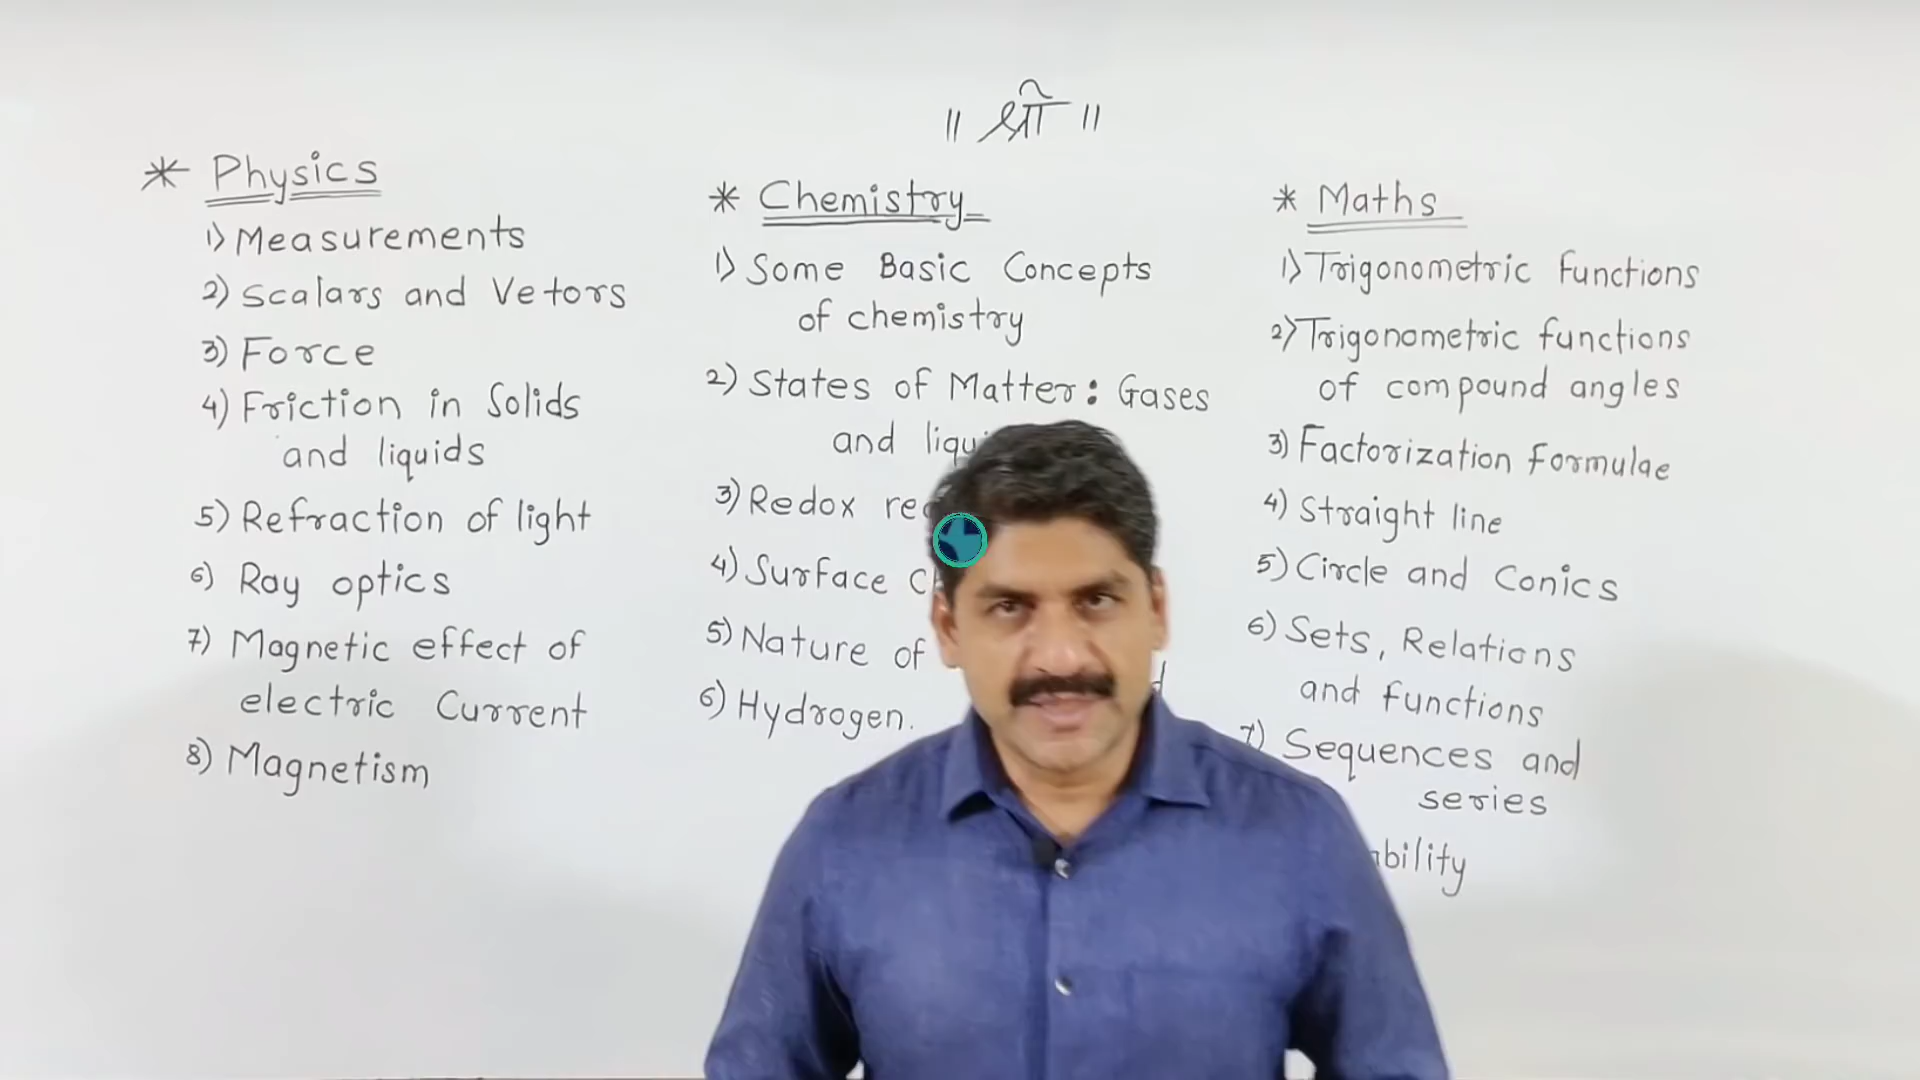 ॥ श्री ॥
* Physics
1) Measurements
2) Scalars and Vetors
3) Force
4) Friction in Solids
and liquids
5) Refraction of light
6) Ray optics
7) Magnetic effect of
electric Current
8) Magnetism
* Chemistry
1) Some Basic Concepts
of chemistry
2) States of Matter: Gases
and
3) Redox
4) Surface
5) Nature of
6) Hydrogen.
* Maths
1) Trigonometric Functions
2) Trigonometric functions
of compound angles
3) Factorization Formulae
4) Straight line
5) Circle and Conics
6) Sets, Relations
and functions
7) Sequences and
series